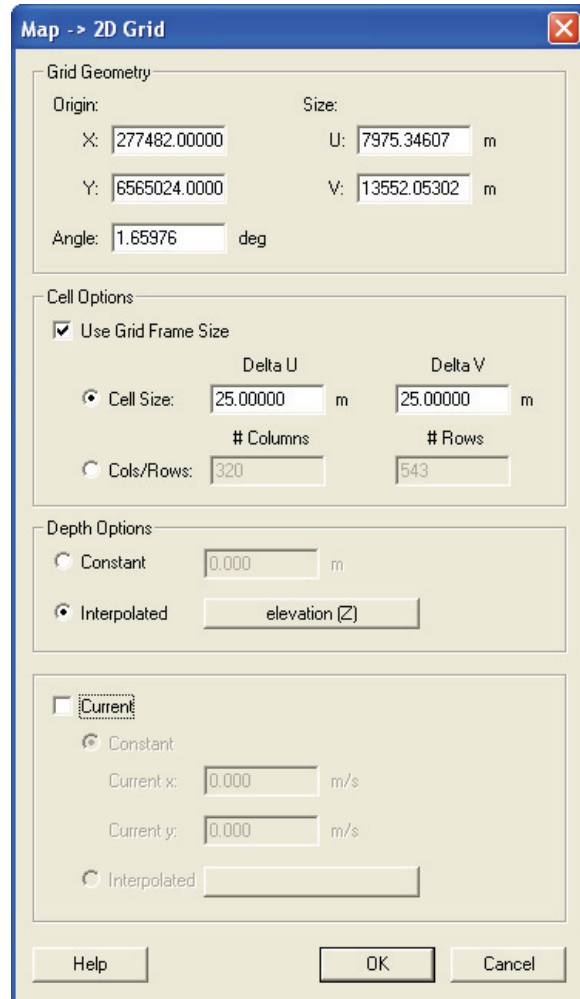 Map -> 2D Grid
Grid Geometry
Origin: Size:
X: 277482.00000 U: 7975.34607 m
Y: 6565024.0000 V: 13552.05302 m
Angle: 1.65976 deg
Cell Options
Use Grid Frame Size
Delta U Delta V
Cell Size: 25.00000 m 25.00000 m
# Columns # Rows
Cols/Rows: 320 543
Depth Options
Constant 0.000 m
Interpolated elevation (Z)
Current
Constant
Current x: 0.000 m/s
Current y: 0.000 m/s
Interpolated
Help OK Cancel